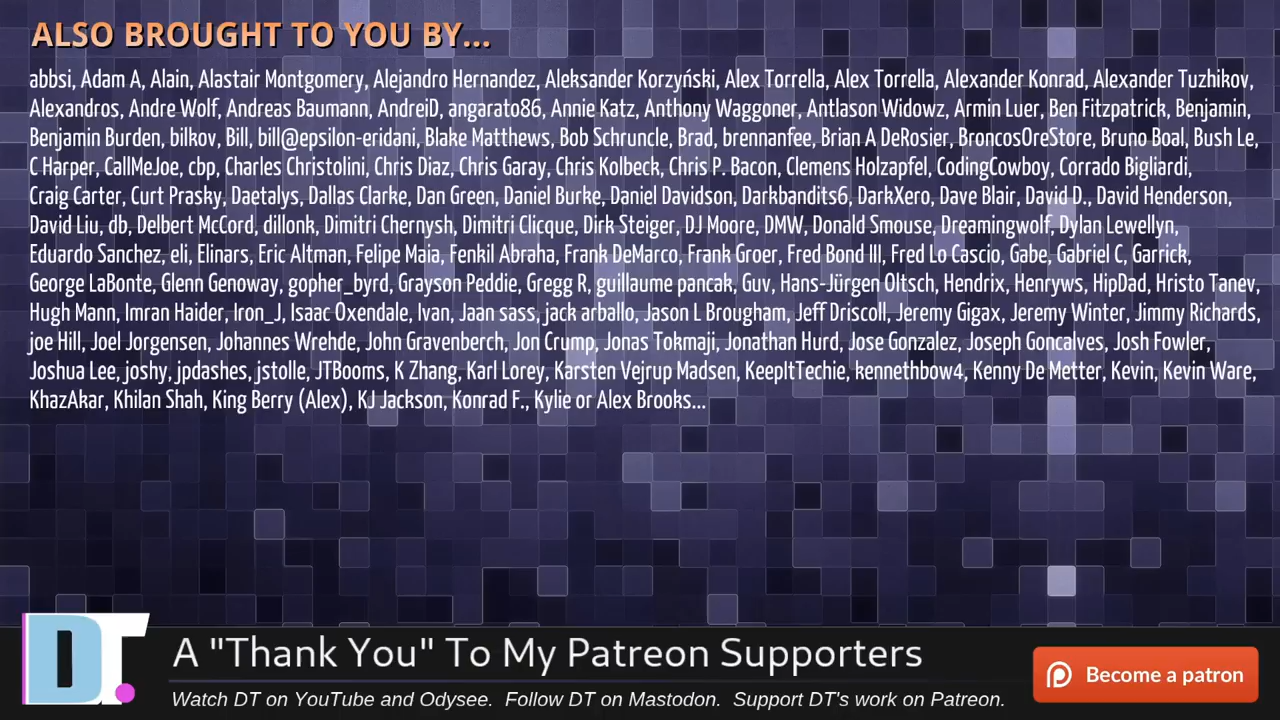 ALSO BROUGHT TO YOU BY...
abbsi, Adam A, Alain, Alastair Montgomery, Alejandro Hernandez, Aleksander Korzyński, Alex Torrella, Alex Torrella, Alexander Konrad, Alexander Tuzhikov,
Alexandros, Andre Wolf, Andreas Baumann, AndreiD, angarato86, Annie Katz, Anthony Waggoner, Antlason Widowz, Armin Luer, Ben Fitzpatrick, Benjamin,
Benjamin Burden, bilkov, Bill, bill@epsilon-eridani, Blake Matthews, Bob Schruncle, Brad, brennanfee, Brian A DeRosier, BroncosOreStore, Bruno Boal, Bush Le,
C Harper, CallMeJoe, cbp, Charles Christolini, Chris Diaz, Chris Garay, Chris Kolbeck, Chris P. Bacon, Clemens Holzapfel, CodingCowboy, Corrado Bigliardi,
Craig Carter, Curt Prasky, Daetalys, Dallas Clarke, Dan Green, Daniel Burke, Daniel Davidson, Darkbandits6, DarkXero, Dave Blair, David D., David Henderson,
David Liu, db, Delbert McCord, dillonk, Dimitri Chernysh, Dimitri Clicque, Dirk Steiger, DJ Moore, DMW, Donald Smouse, Dreamingwolf, Dylan Lewellyn,
Eduardo Sanchez, eli, Elinars, Eric Altman, Felipe Maia, Fenkil Abraha, Frank DeMarco, Frank Groer, Fred Bond III, Fred Lo Cascio, Gabe, Gabriel C, Garrick,
George LaBonte, Glenn Genoway, gopher_byrd, Grayson Peddie, Gregg R, guillaume pancak, Guv, Hans-Jürgen Oltsch, Hendrix, Henryws, HipDad, Hristo Tanev,
Hugh Mann, Imran Haider, Iron_J, Isaac Oxendale, Ivan, Jaan sass, jack arballo, Jason L Brougham, Jeff Driscoll, Jeremy Gigax, Jeremy Winter, Jimmy Richards,
joe Hill, Joel Jorgensen, Johannes Wrehde, John Gravenberch, Jon Crump, Jonas Tokmaji, Jonathan Hurd, Jose Gonzalez, Joseph Goncalves, Josh Fowler,
Joshua Lee, joshy, jpdashes, jstolle, JTBooms, K Zhang, Karl Lorey, Karsten Vejrup Madsen, KeepItTechie, kennethbow4, Kenny De Metter, Kevin, Kevin Ware,
KhazAkar, Khilan Shah, King Berry (Alex), KJ Jackson, Konrad F., Kylie or Alex Brooks...
DT.
A "Thank You" To My Patreon Supporters
Become a patron
Watch DT on YouTube and Odysee. Follow DT on Mastodon. Support DT's work on Patreon.